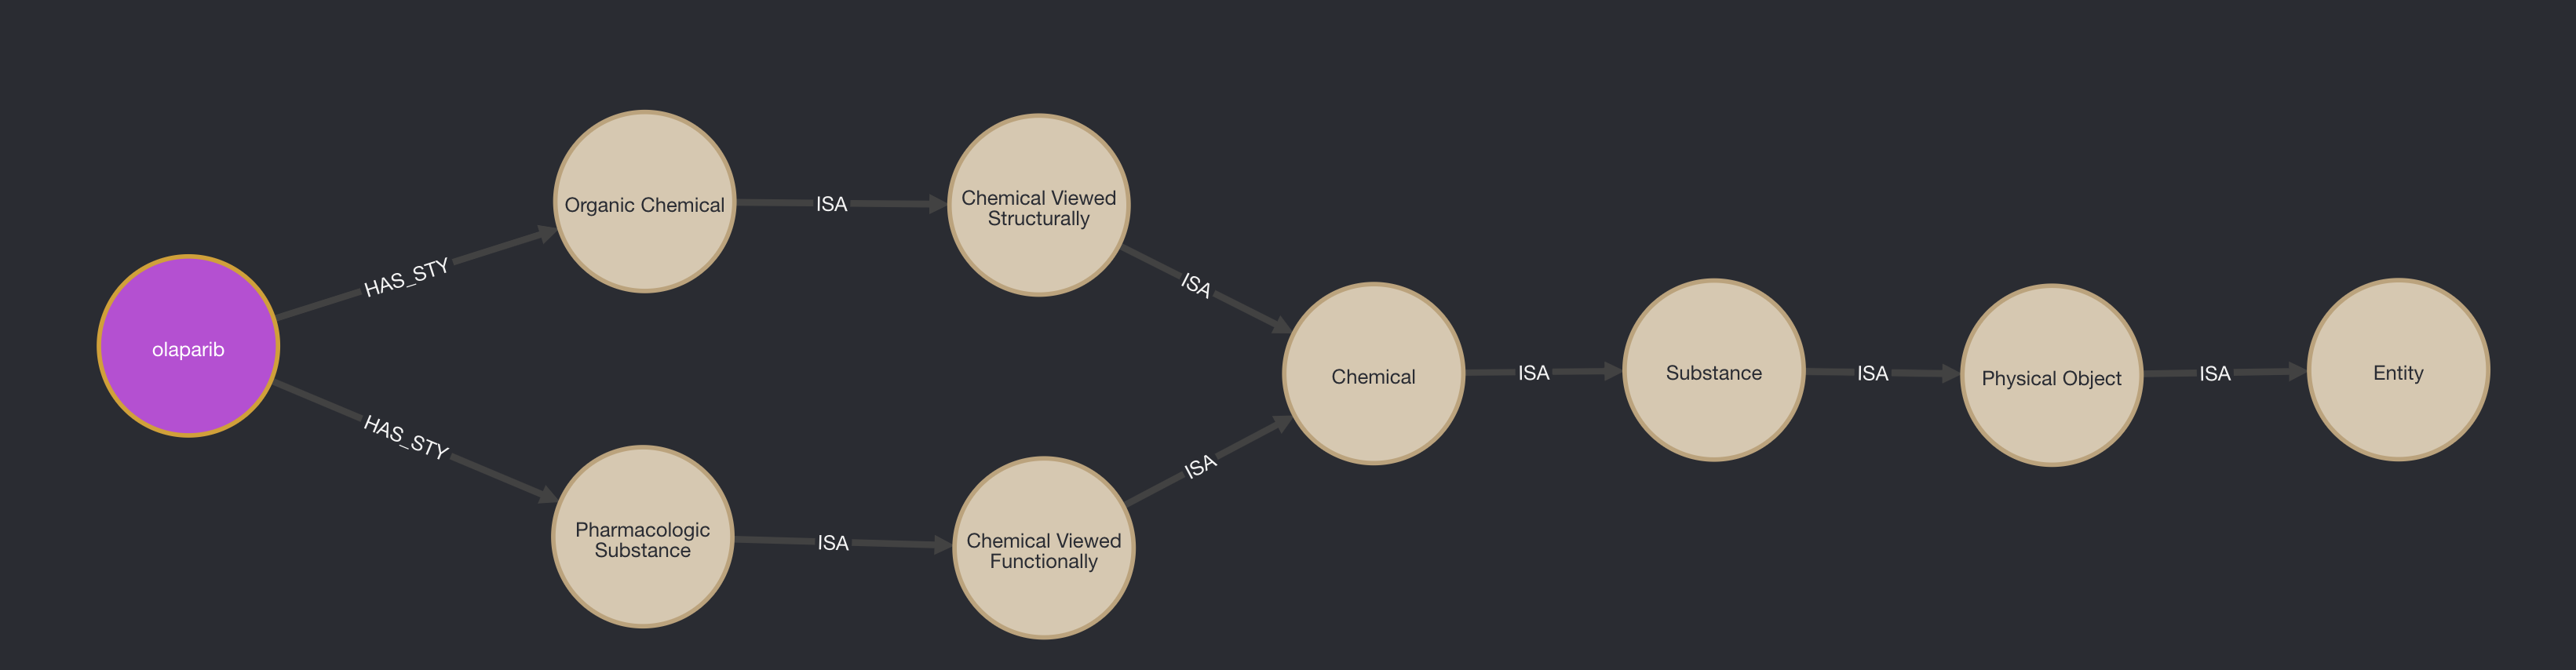 olaparib
HAS_STY
Organic Chemical
ISA
Chemical Viewed
Structurally
ISA
HAS_STY
Pharmacologic
Substance
ISA
Chemical Viewed
Functionally
ISA
Chemical
ISA
Substance
ISA
Physical Object
ISA
Entity